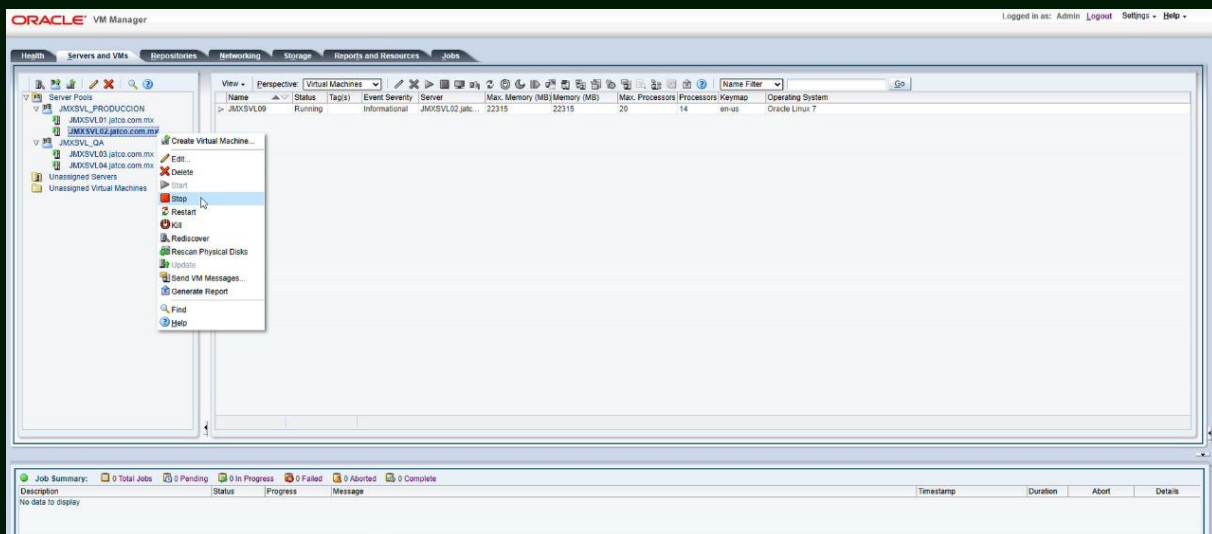 ORACLE VM Manager
Logged in as: Admin Logout Settings Help
Health Servers and VMs Repositories Networking Storage Reports and Resources Jobs
View Perspective: Virtual Machines Name Filter Go
Server Pools
JMXSVL_PRODUCCION
JMXSVL01.jatco.com.mx
JMXSVL02.jatco.com.mx
JMXSVL_QA
JMXSVL03.jatco.com.mx
JMXSVL04.jatco.com.mx
Unassigned Servers
Unassigned Virtual Machines
Create Virtual Machine...
Edit...
Delete
Start
Stop
Restart
Kill
Rediscover
Rescan Physical Disks
Update
Send VM Messages...
Generate Report
Find
Help
Name Status Tag(s) Event Severity Server Max. Memory (MB) Memory (MB) Max. Processors Processors Keymap Operating System
JMXSVL09 Running Informational JMXSVL02.jatc... 22315 22315 20 14 en-us Oracle Linux 7
Job Summary: 0 Total Jobs 0 Pending 0 In Progress 0 Failed 0 Aborted 0 Complete
Description Status Progress Message Timestamp Duration Abort Details
No data to display